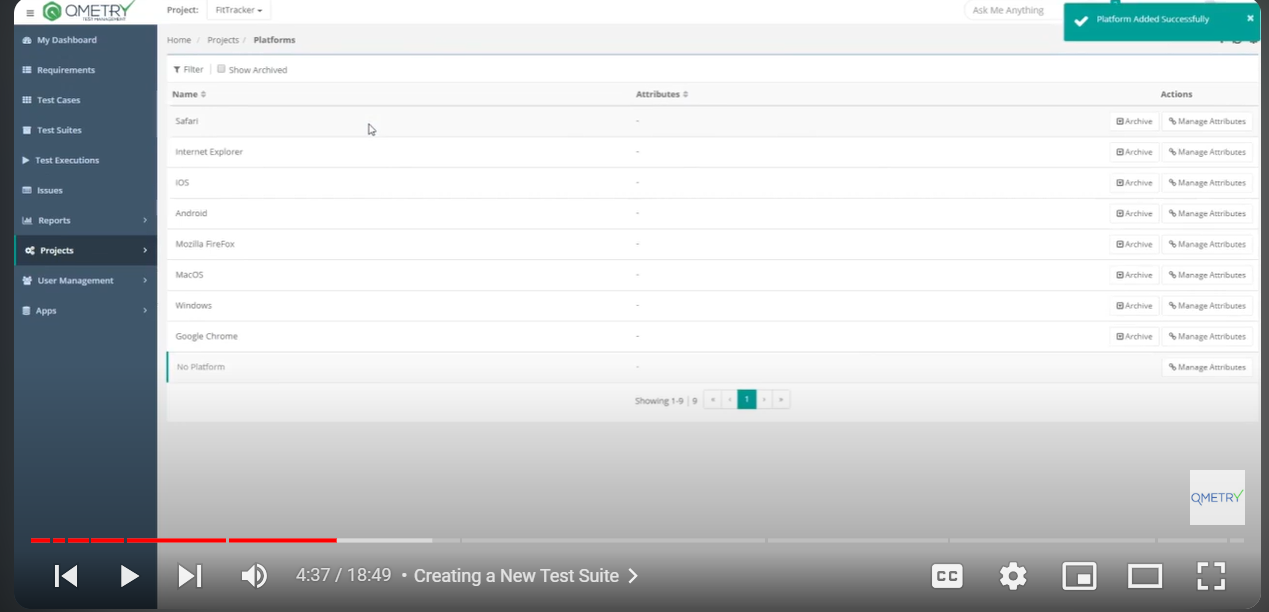 QMETRY
TEST MANAGEMENT
Project: FitTracker
Ask Me Anything
Platform Added Successfully ×
My Dashboard
Requirements
Test Cases
Test Suites
Test Executions
Issues
Reports
Projects
User Management
Apps
Home / Projects / Platforms
Filter Show Archived
Name Attributes Actions
Safari - Archive Manage Attributes
Internet Explorer - Archive Manage Attributes
iOS - Archive Manage Attributes
Android - Archive Manage Attributes
Mozilla FireFox - Archive Manage Attributes
MacOS - Archive Manage Attributes
Windows - Archive Manage Attributes
Google Chrome - Archive Manage Attributes
No Platform - Manage Attributes
Showing 1-9 | 9 « ‹ 1 › »
QMETRY
4:37 / 18:49 • Creating a New Test Suite
CC